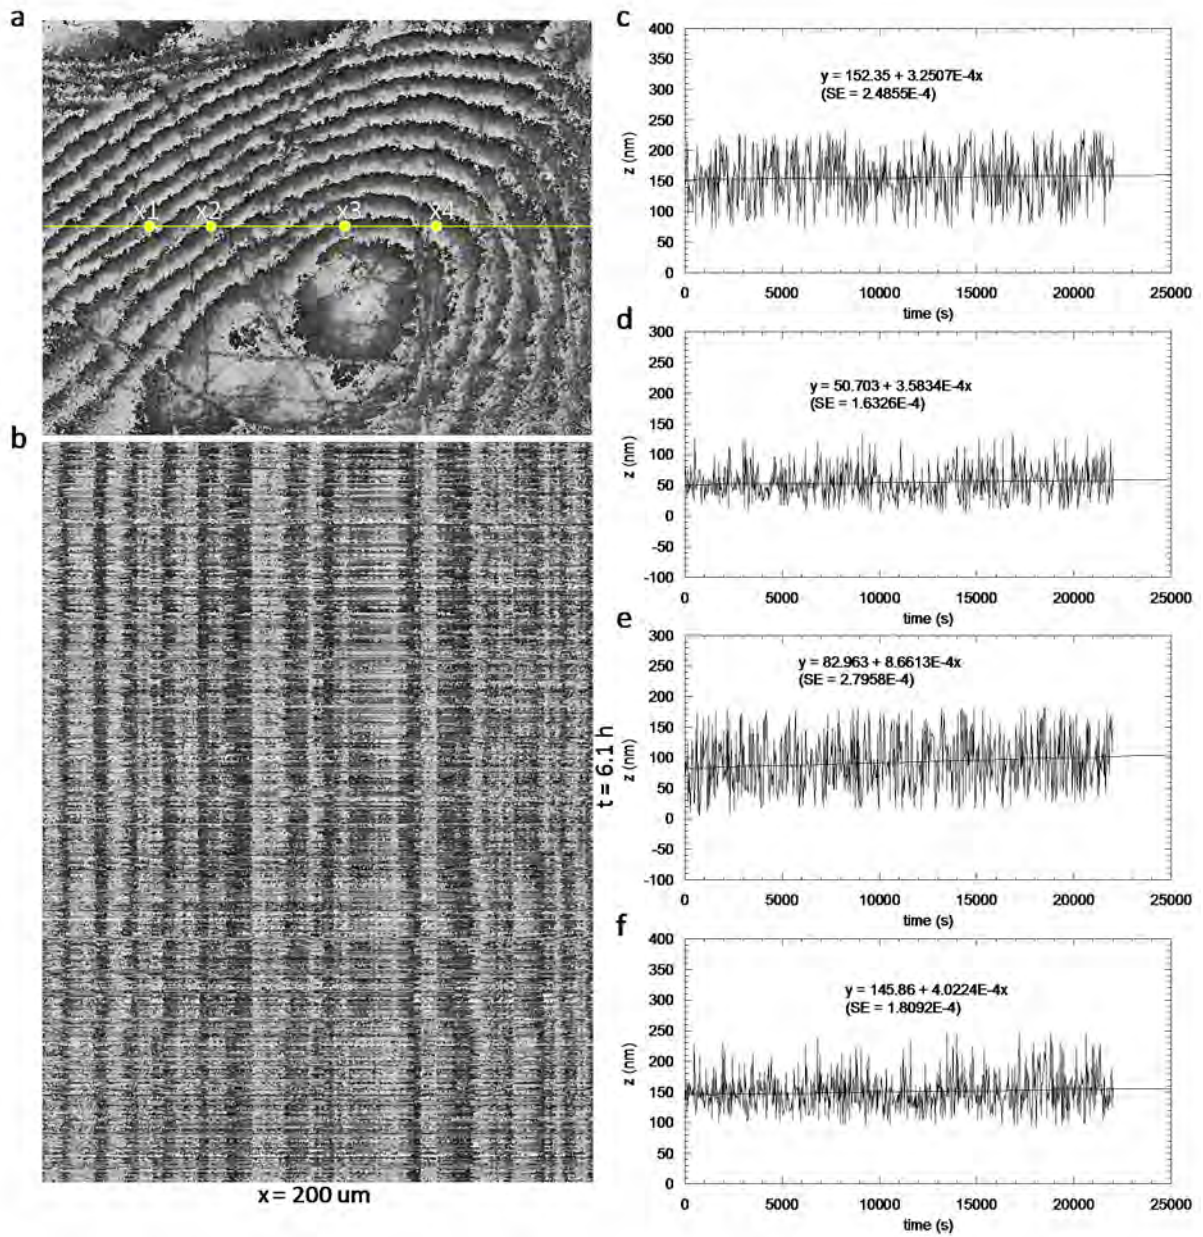 a
x1 x2 x3 x4
b
t = 6.1 h
x = 200 um
c
400
350
300
250
200
150
100
50
0
z (nm)
y = 152.35 + 3.2507E-4x
(SE = 2.4855E-4)
0 5000 10000 15000 20000 25000
time (s)
d
300
250
200
150
100
50
0
-50
-100
z (nm)
y = 50.703 + 3.5834E-4x
(SE = 1.6326E-4)
0 5000 10000 15000 20000 25000
time (s)
e
300
250
200
150
100
50
0
-50
-100
z (nm)
y = 82.963 + 8.6613E-4x
(SE = 2.7958E-4)
0 5000 10000 15000 20000 25000
time (s)
f
400
350
300
250
200
150
100
50
0
z (nm)
y = 145.86 + 4.0224E-4x
(SE = 1.8092E-4)
0 5000 10000 15000 20000 25000
time (s)